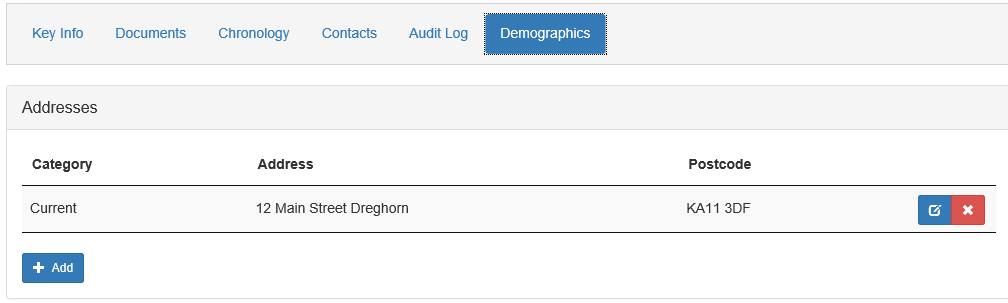 Key Info Documents Chronology Contacts Audit Log Demographics
Addresses
Category Address Postcode
Current 12 Main Street Dreghorn KA11 3DF
Add